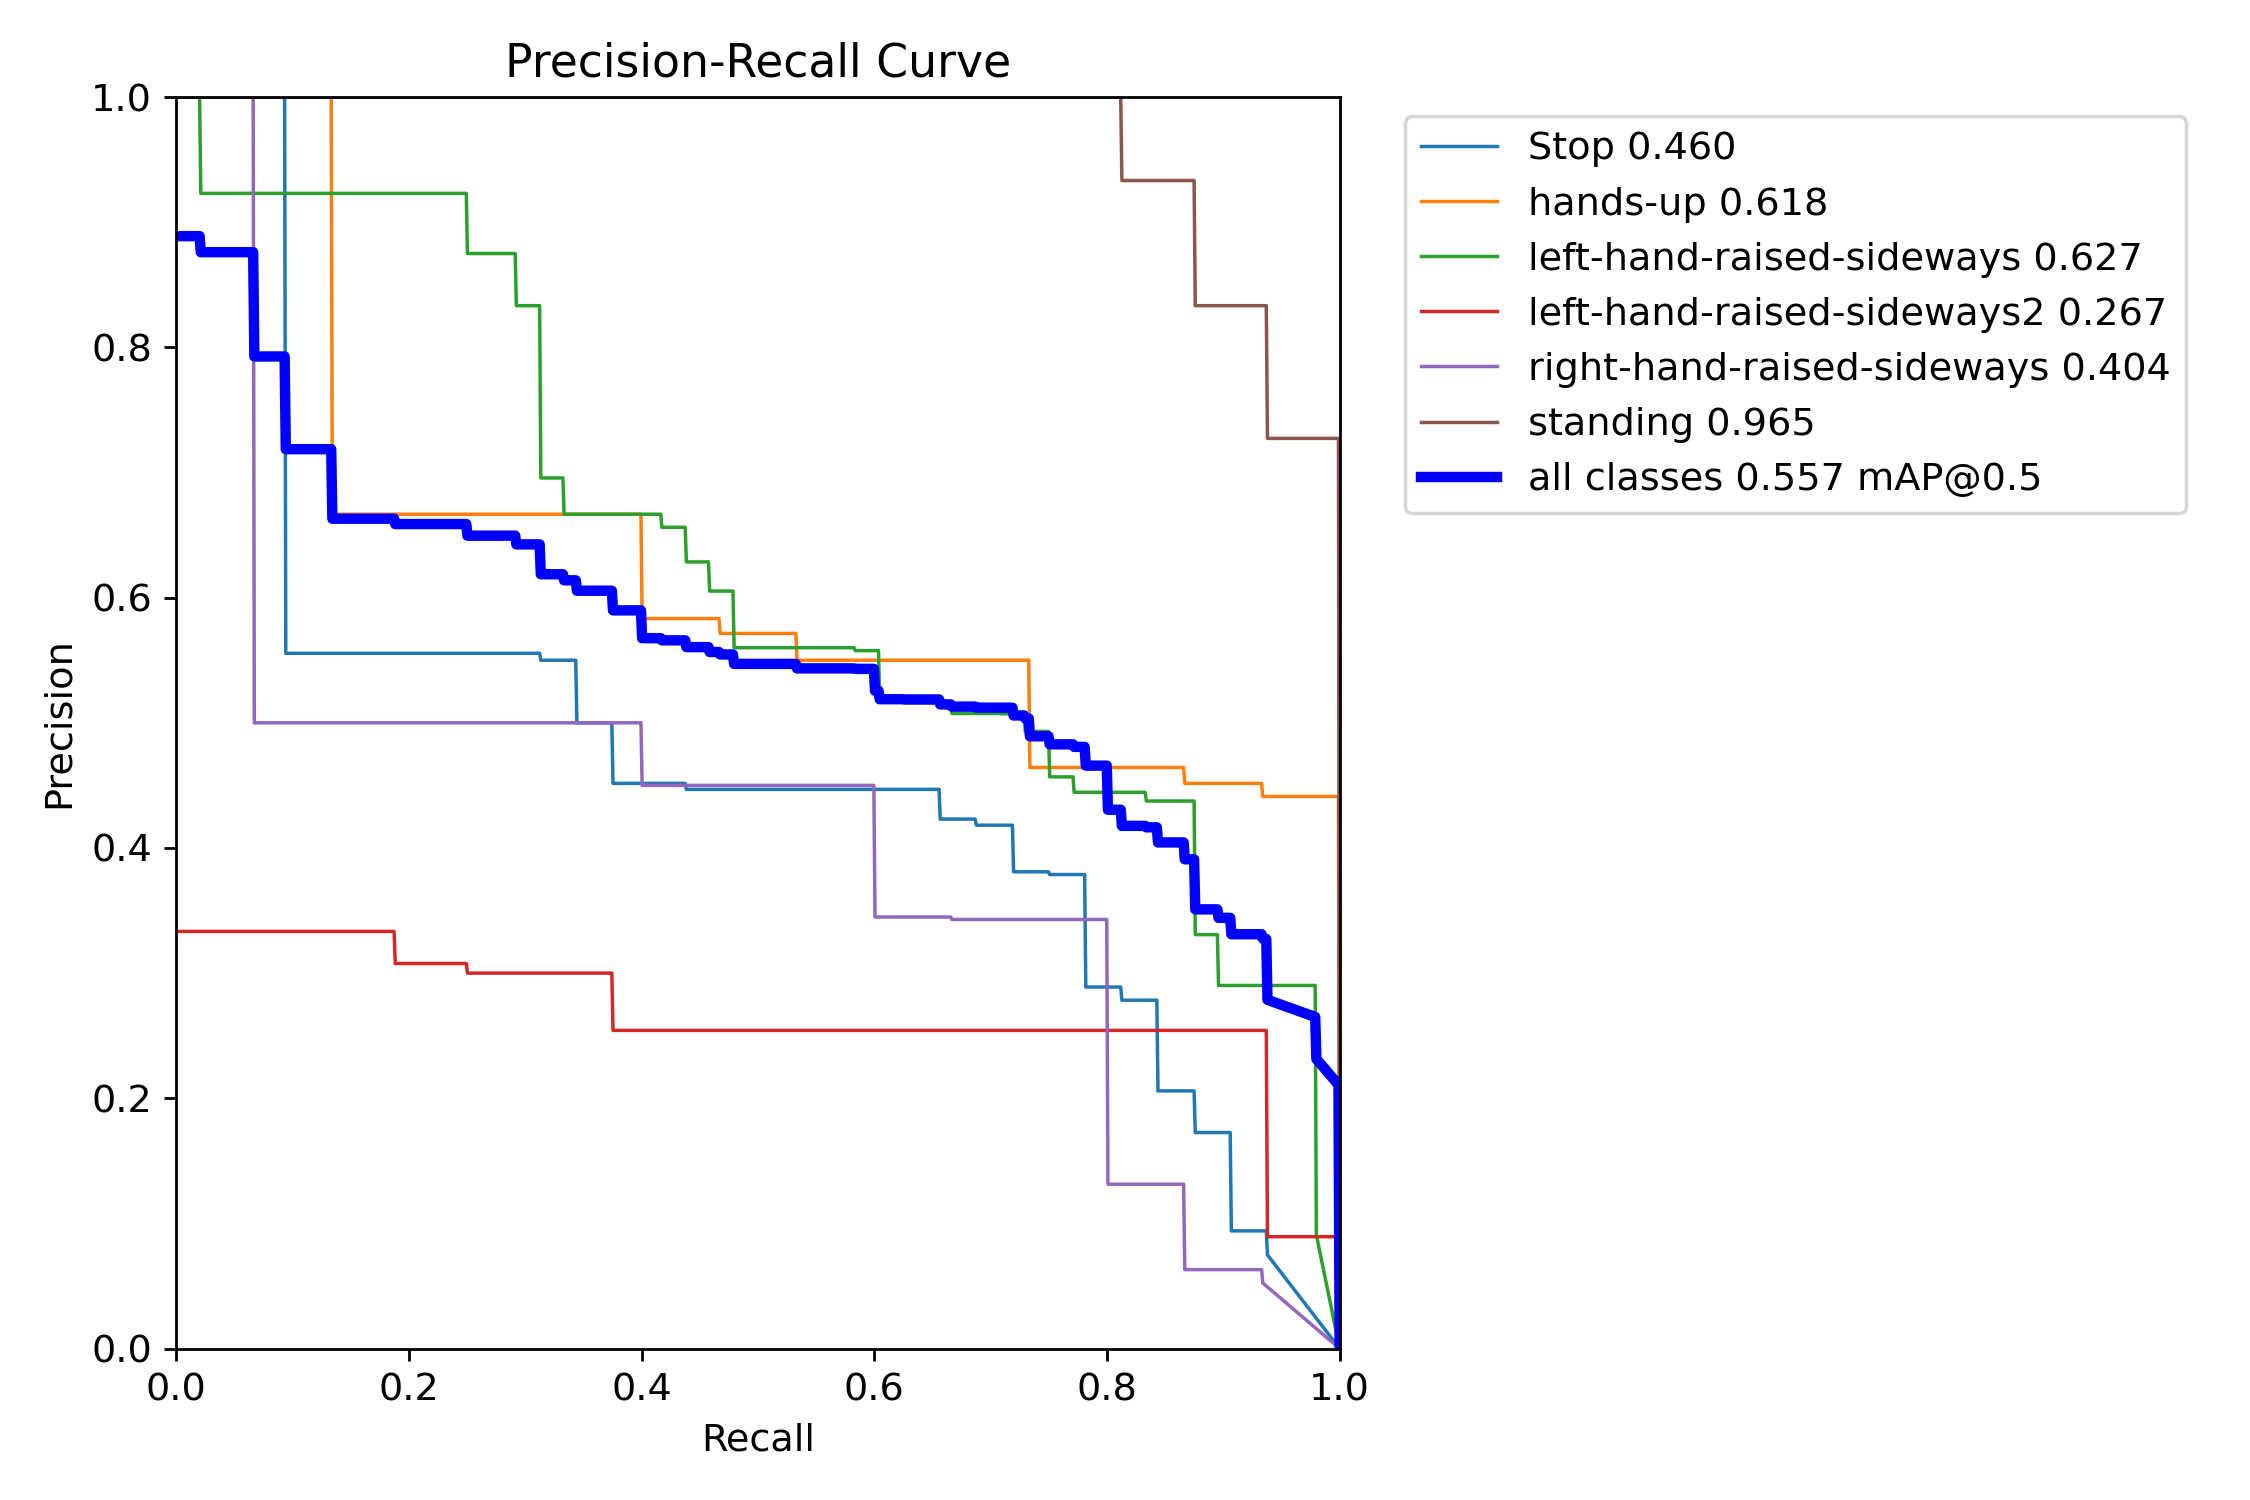 Precision-Recall Curve
1.0
0.8
0.6
0.4
0.2
0.0
Precision
0.0 0.2 0.4 0.6 0.8 1.0
Recall
Stop 0.460
hands-up 0.618
left-hand-raised-sideways 0.627
left-hand-raised-sideways2 0.267
right-hand-raised-sideways 0.404
standing 0.965
all classes 0.557 mAP@0.5